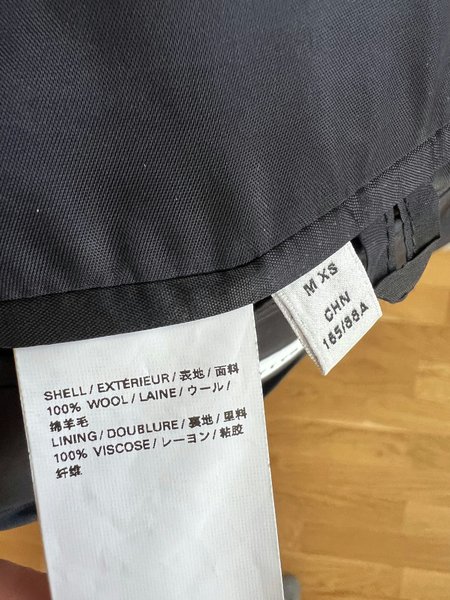 M XS
CHN
165/88A
SHELL / EXTÉRIEUR / 表地 / 面料
100% WOOL / LAINE / ウール /
绵羊毛
LINING / DOUBLURE / 裏地 / 里料
100% VISCOSE / レーヨン / 粘胶
纤维